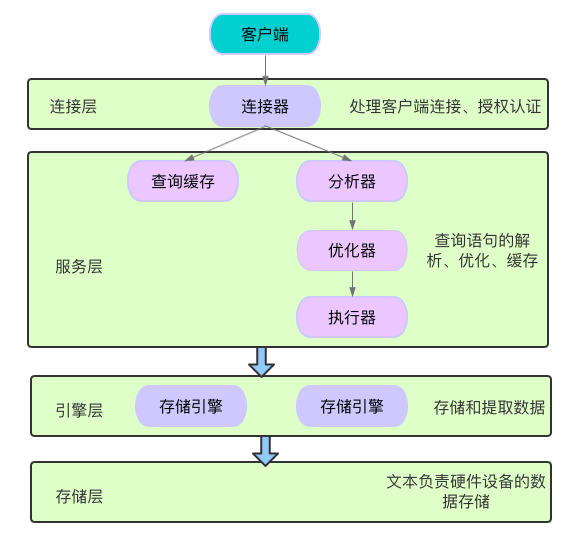 客户端
连接层
连接器
处理客户端连接、授权认证
查询缓存
分析器
优化器
查询语句的解
析、优化、缓存
服务层
执行器
引擎层
存储引擎
存储引擎
存储和提取数据
存储层
文本负责硬件设备的数
据存储